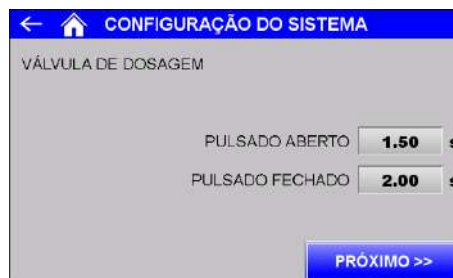 CONFIGURAÇÃO DO SISTEMA
VÁLVULA DE DOSAGEM
PULSADO ABERTO 1.50 s
PULSADO FECHADO 2.00 s
PRÓXIMO >>